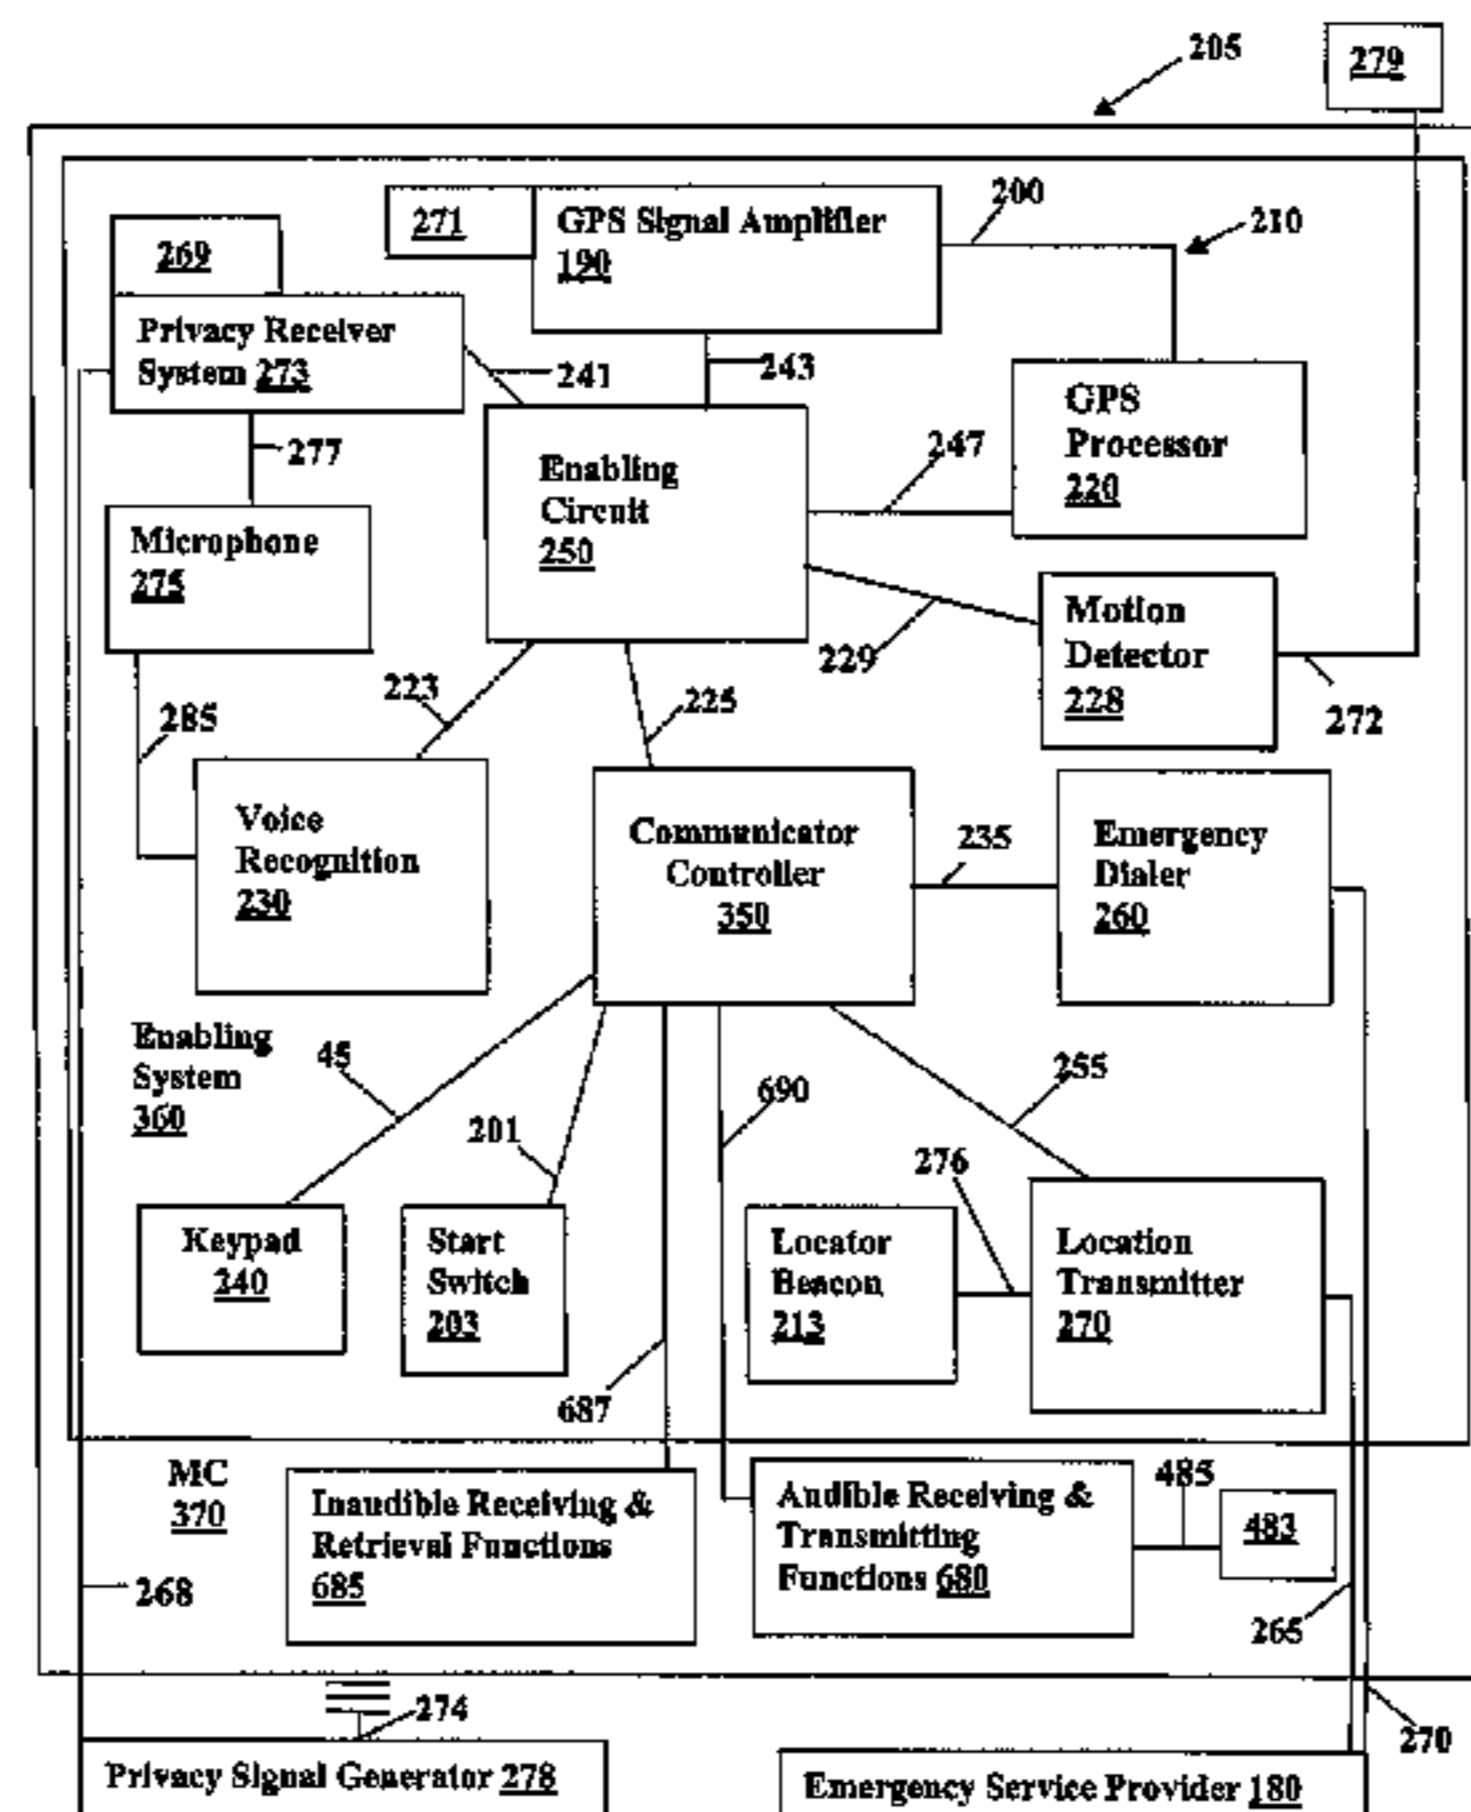 205
279
200
271
GPS Signal Amplifier
190
210
269
Privacy Receiver
System 273
241
243
GPS
Processor
220
277
247
Enabling
Circuit
250
Microphone
275
Motion
Detector
228
229
223
225
285
272
Voice
Recognition
230
Communicator
Controller
350
235
Emergency
Dialer
260
Enabling
System
360
45
255
690
201
276
Keypad
240
Start
Switch
203
Locator
Beacon
213
Location
Transmitter
270
687
MC
370
Inaudible Receiving &
Retrieval Functions
685
Audible Receiving &
Transmitting
Functions 680
485
483
268
265
274
270
Privacy Signal Generator 278
Emergency Service Provider 180